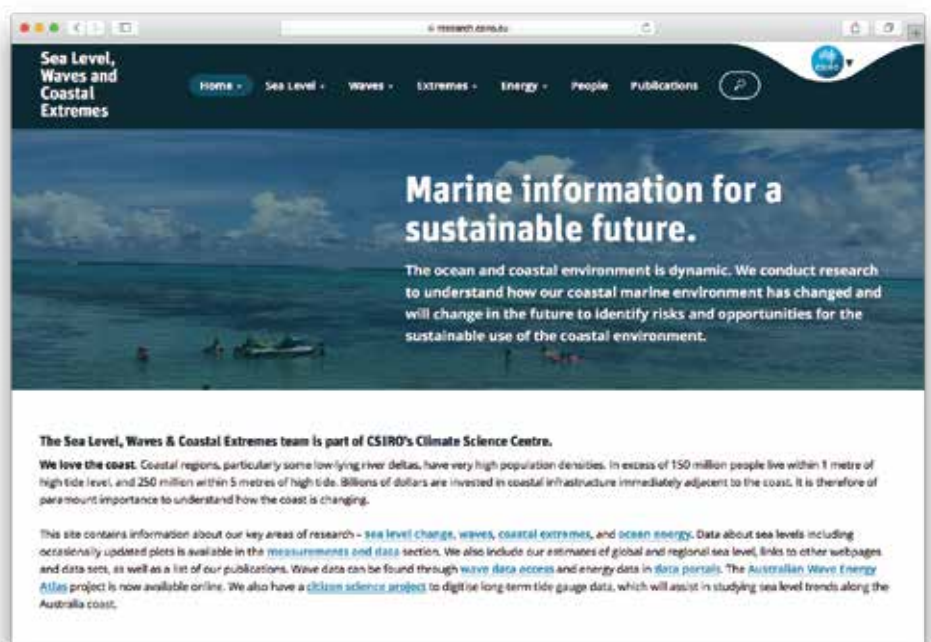 research.csiro.au
Sea Level,
Waves and
Coastal
Extremes
Home
Sea Level
Waves
Extremes
Energy
People
Publications
CSIRO
Marine information for a
sustainable future.
The ocean and coastal environment is dynamic. We conduct research
to understand how our coastal marine environment has changed and
will change in the future to identify risks and opportunities for the
sustainable use of the coastal environment.
The Sea Level, Waves & Coastal Extremes team is part of CSIRO's Climate Science Centre.
We love the coast. Coastal regions, particularly some low-lying river deltas, have very high population densities. In excess of 150 million people live within 1 metre of
high tide level, and 250 million within 5 metres of high tide. Billions of dollars are invested in coastal infrastructure immediately adjacent to the coast. It is therefore of
paramount importance to understand how the coast is changing.
This site contains information about our key areas of research – sea level change, waves, coastal extremes, and ocean energy. Data about sea levels including
occasionally updated plots is available in the measurements and data section. We also include our estimates of global and regional sea level, links to other webpages
and data sets, as well as a list of our publications. Wave data can be found through wave data access and energy data in data portals. The Australian Wave Energy
Atlas project is now available online. We also have a citizen science project to digitise long-term tide gauge data, which will assist in studying sea level trends along the
Australia coast.